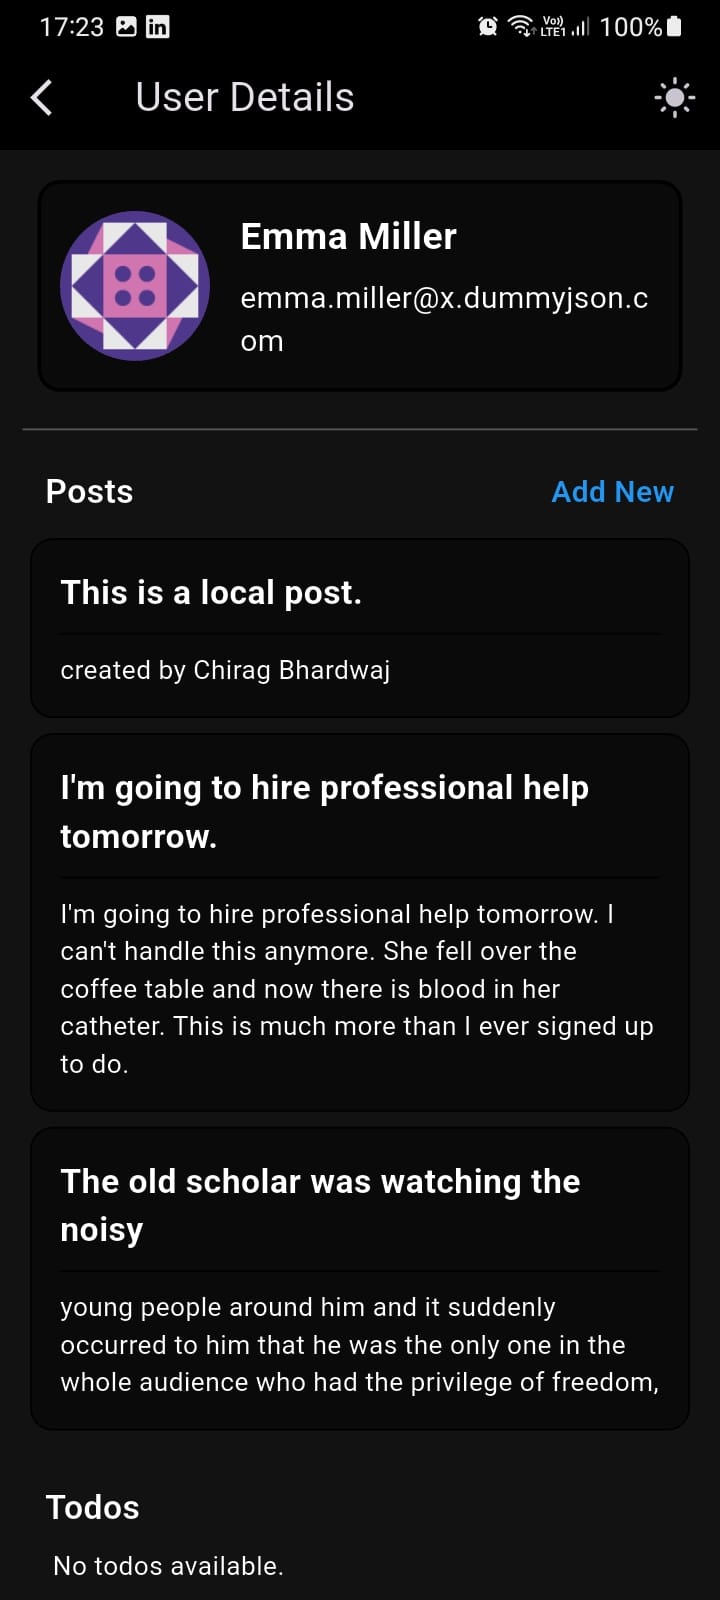 17:23
in
Vo))
LTE1
100%
User Details
Emma Miller
emma.miller@x.dummyjson.c
om
Posts
Add New
This is a local post.
created by Chirag Bhardwaj
I'm going to hire professional help
tomorrow.
I'm going to hire professional help tomorrow. I
can't handle this anymore. She fell over the
coffee table and now there is blood in her
catheter. This is much more than I ever signed up
to do.
The old scholar was watching the
noisy
young people around him and it suddenly
occurred to him that he was the only one in the
whole audience who had the privilege of freedom,
Todos
No todos available.